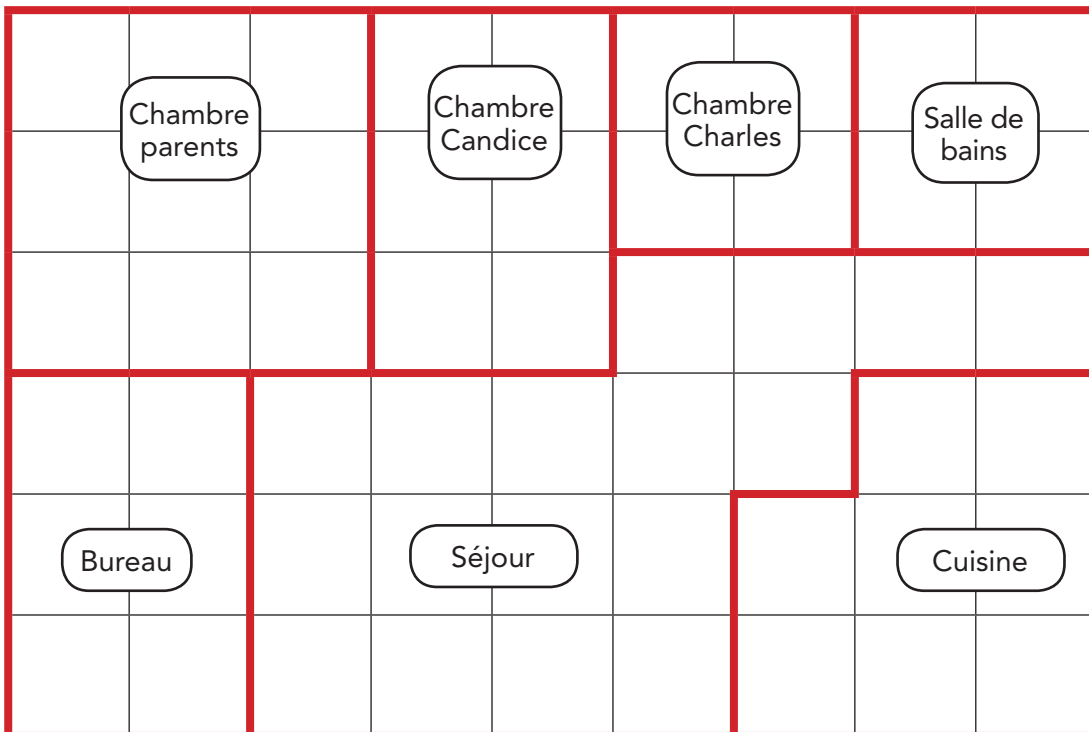 Chambre
parents
Chambre
Candice
Chambre
Charles
Salle de
bains
Bureau
Séjour
Cuisine